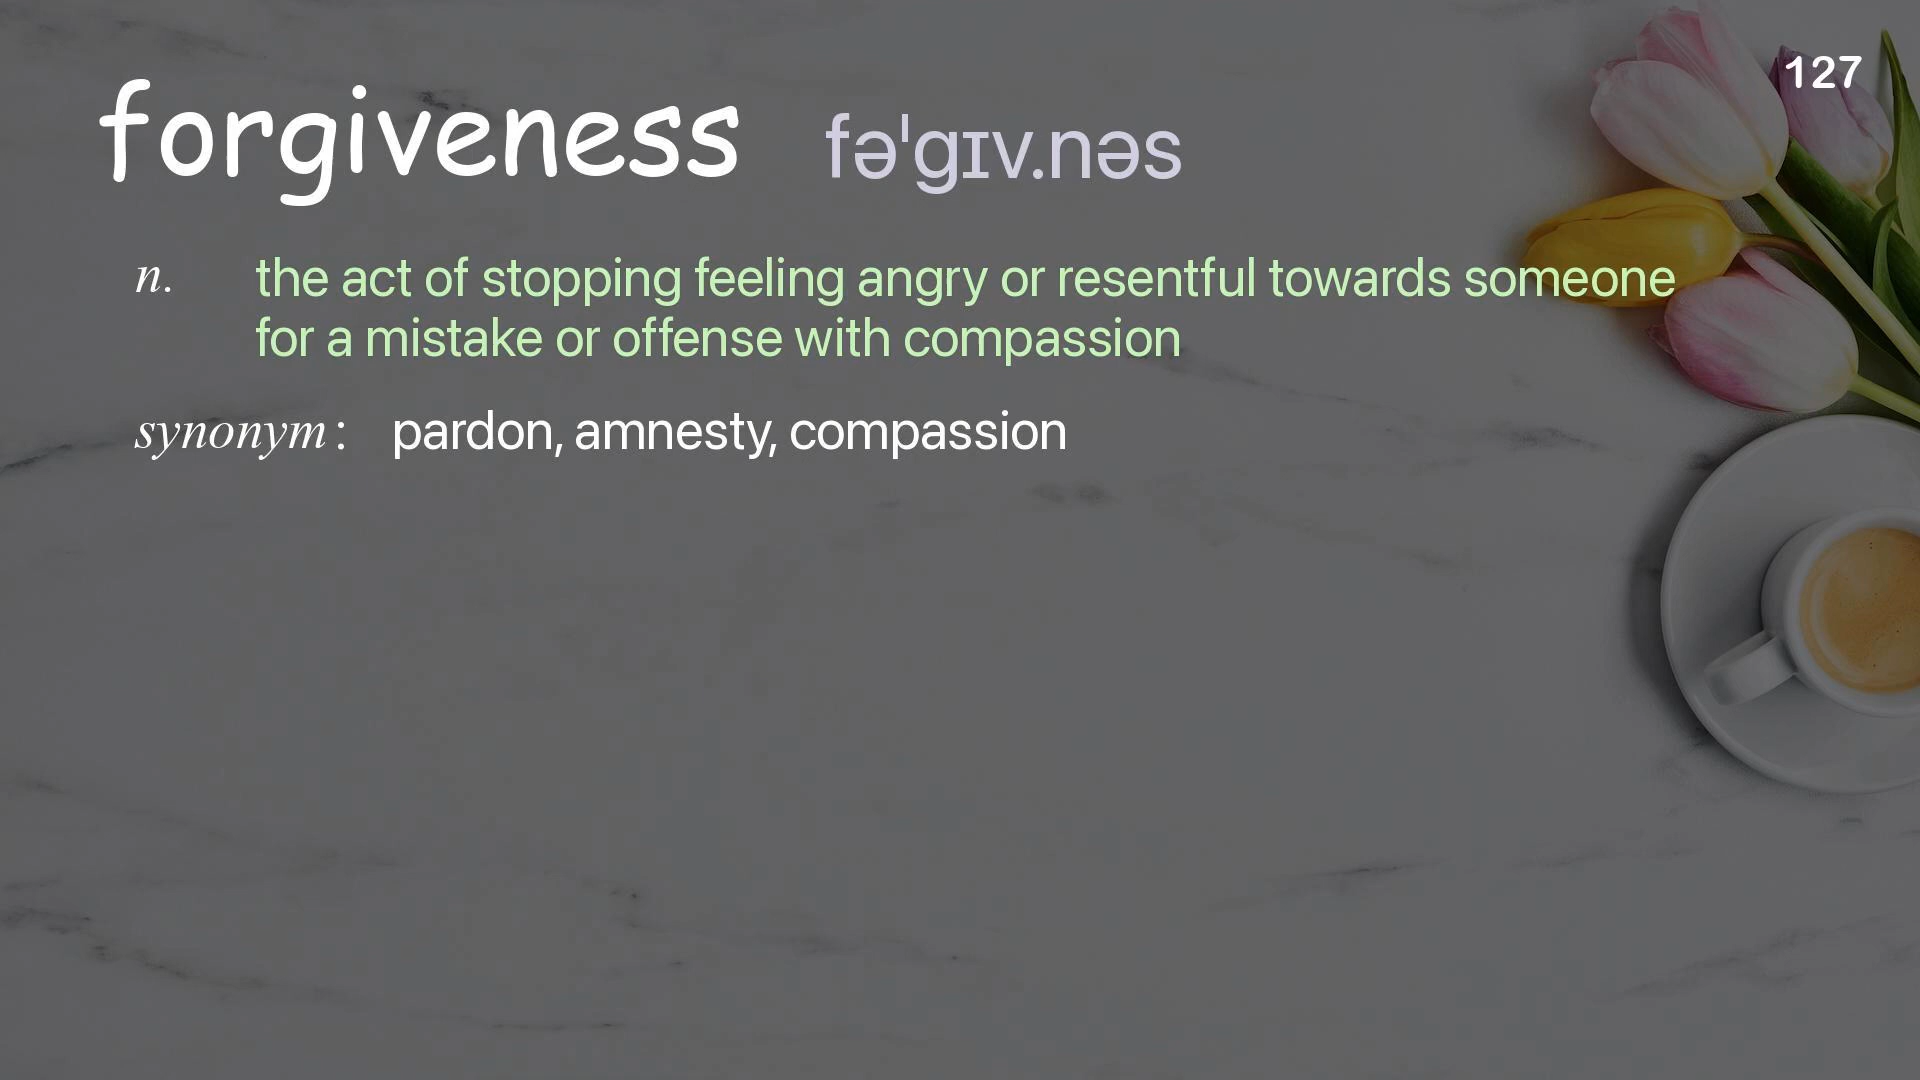 127
forgiveness fə'gɪv.nəs
n. the act of stopping feeling angry or resentful towards someone
for a mistake or offense with compassion
synonym: pardon, amnesty, compassion